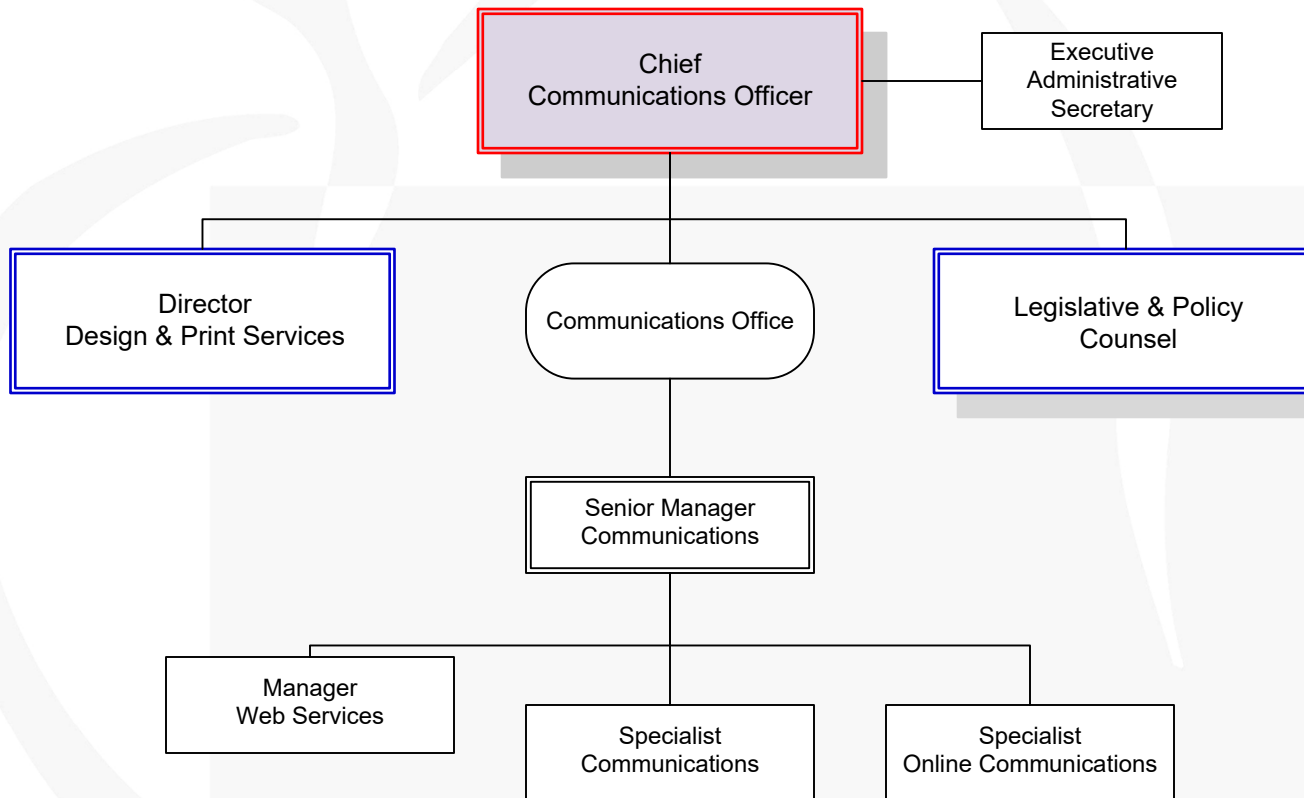 Chief
Communications Officer
Executive
Administrative
Secretary
Director
Design & Print Services
Communications Office
Legislative & Policy
Counsel
Senior Manager
Communications
Manager
Web Services
Specialist
Communications
Specialist
Online Communications